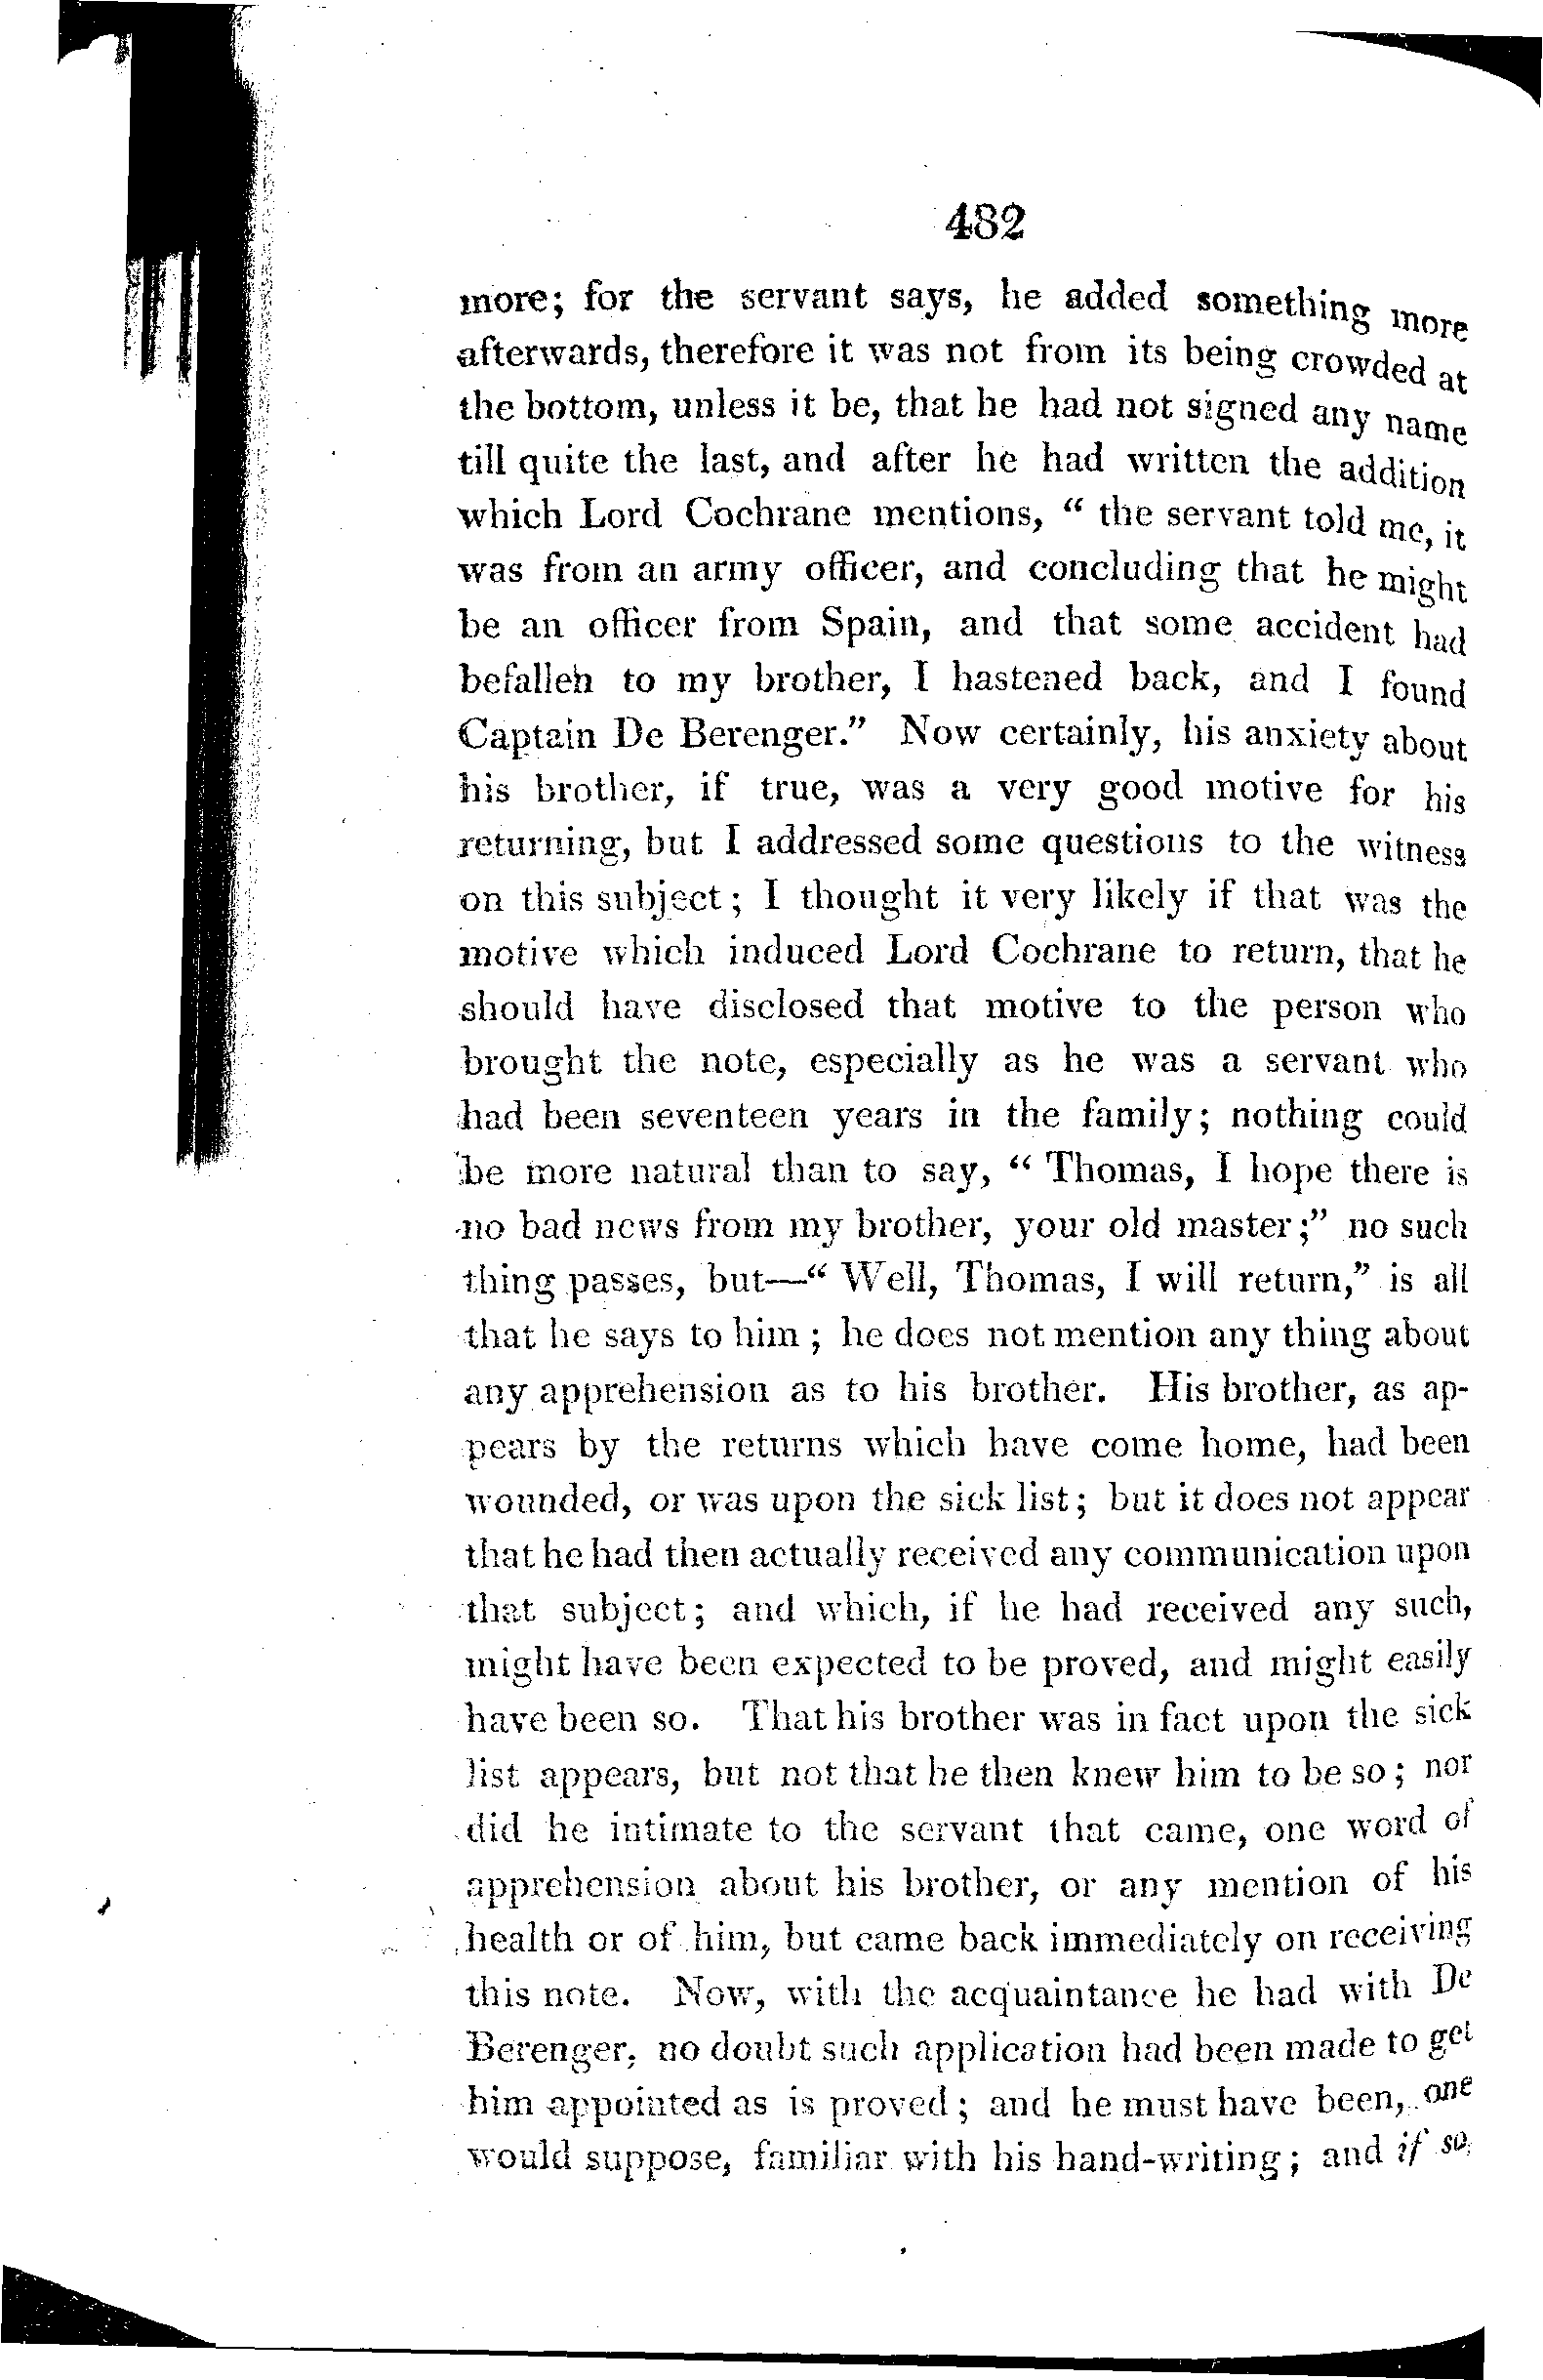 482
more; for the servant says, he added something more
afterwards, therefore it was not from its being crowded at
the bottom, unless it be, that he had not signed any name
till quite the last, and after he had written the addition
which Lord Cochrane mentions, “ the servant told me, it
was from an army officer, and concluding that he might
be an officer from Spain, and that some accident had
befallen to my brother, I hastened back, and I found
Captain De Berenger.” Now certainly, his anxiety about
his brother, if true, was a very good motive for his
returning, but I addressed some questions to the witness
on this subject; I thought it very likely if that was the
motive which induced Lord Cochrane to return, that he
should have disclosed that motive to the person who
brought the note, especially as he was a servant who
had been seventeen years in the family; nothing could
be more natural than to say, “ Thomas, I hope there is
no bad news from my brother, your old master;” no such
thing passes, but—“ Well, Thomas, I will return,” is all
that he says to him; he does not mention any thing about
any apprehension as to his brother. His brother, as ap-
pears by the returns which have come home, had been
wounded, or was upon the sick list; but it does not appear
that he had then actually received any communication upon
that subject; and which, if he had received any such,
might have been expected to be proved, and might easily
have been so. That his brother was in fact upon the sick
list appears, but not that he then knew him to be so; nor
did he intimate to the servant that came, one word of
apprehension about his brother, or any mention of his
health or of him, but came back immediately on receiving
this note. Now, with the acquaintance he had with De
Berenger, no doubt such application had been made to get
him appointed as is proved; and he must have been, one
would suppose, familiar with his hand-writing; and if so,